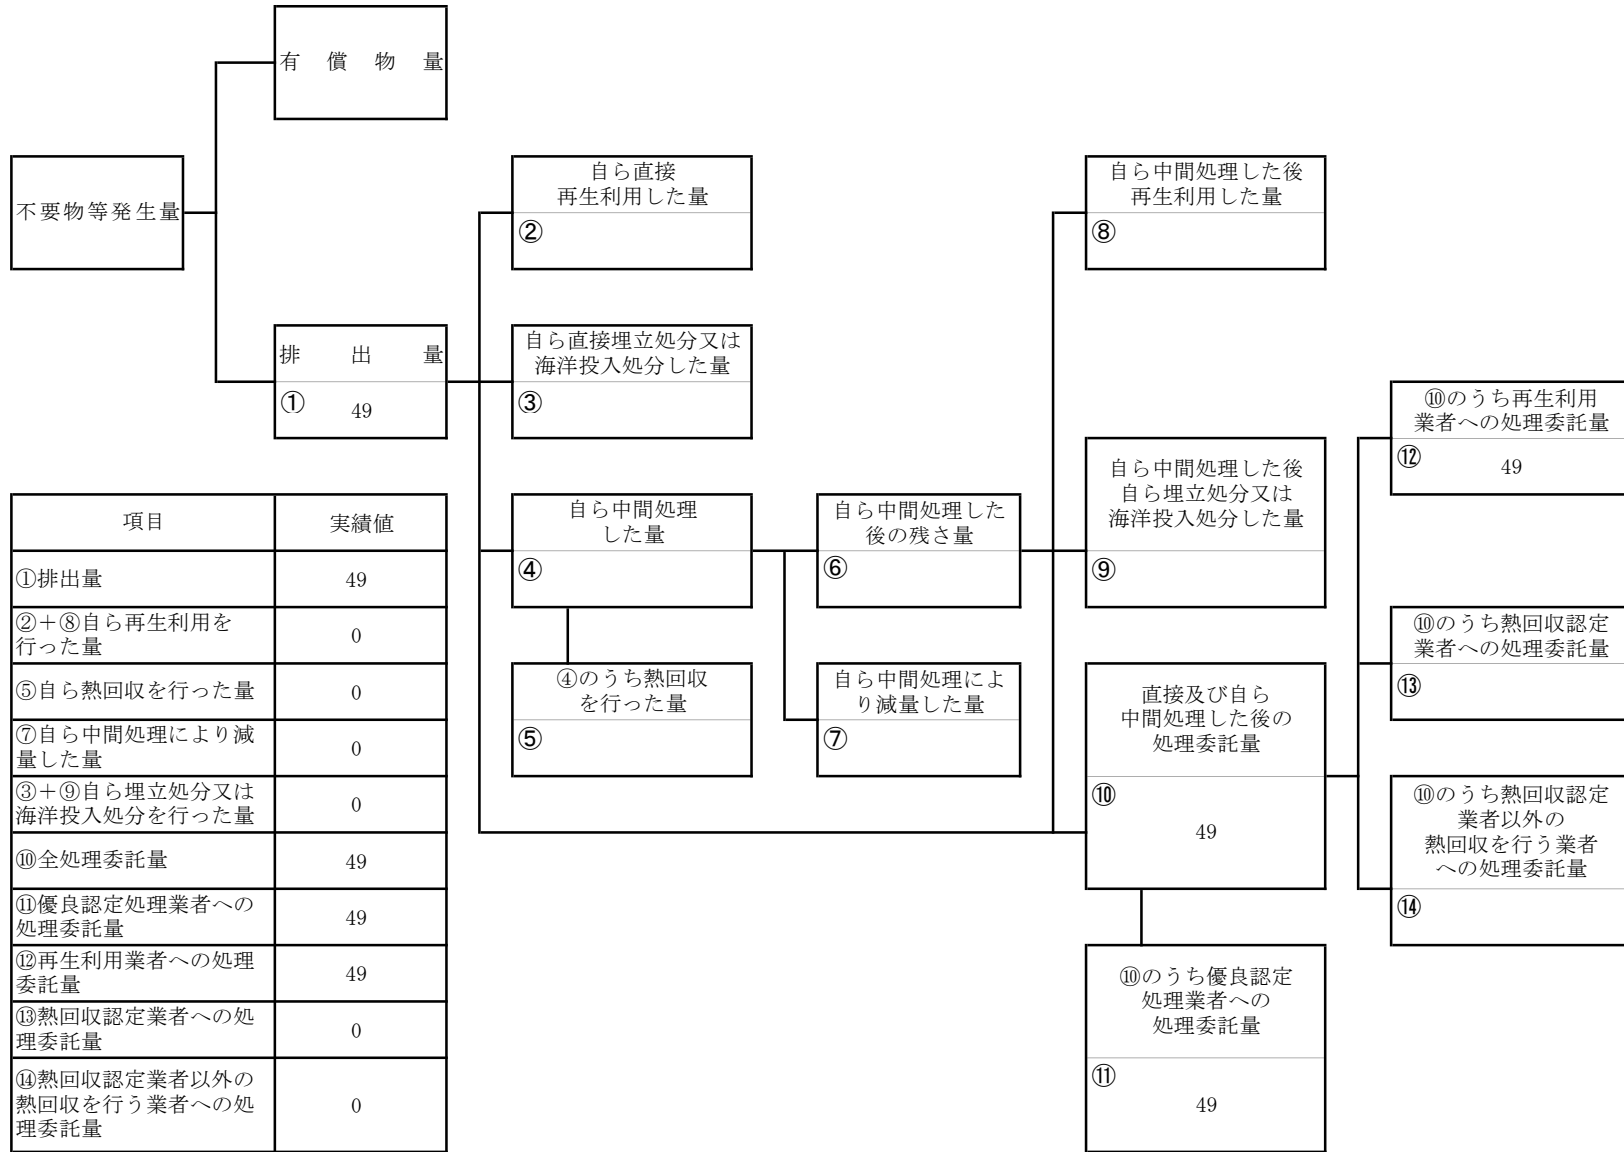 有償物量
不要物等発生量
排出量
① 49
自ら直接
再生利用した量
②
自ら直接埋立処分又は
海洋投入処分した量
③
自ら中間処理
した量
④
④のうち熱回収
を行った量
⑤
自ら中間処理した
後の残さ量
⑥
自ら中間処理によ
り減量した量
⑦
自ら中間処理した後
再生利用した量
⑧
自ら中間処理した後
自ら埋立処分又は
海洋投入処分した量
⑨
直接及び自ら
中間処理した後の
処理委託量
⑩
49
⑩のうち優良認定
処理業者への
処理委託量
⑪
49
⑩のうち再生利用
業者への処理委託量
⑫ 49
⑩のうち熱回収認定
業者への処理委託量
⑬
⑩のうち熱回収認定
業者以外の
熱回収を行う業者
への処理委託量
⑭
項目 実績値
①排出量 49
②+⑧自ら再生利用を
行った量 0
⑤自ら熱回収を行った量 0
⑦自ら中間処理により減
量した量 0
③+⑨自ら埋立処分又は
海洋投入処分を行った量 0
⑩全処理委託量 49
⑪優良認定処理業者への
処理委託量 49
⑫再生利用業者への処理
委託量 49
⑬熱回収認定業者への処
理委託量 0
⑭熱回収認定業者以外の
熱回収を行う業者への処
理委託量 0